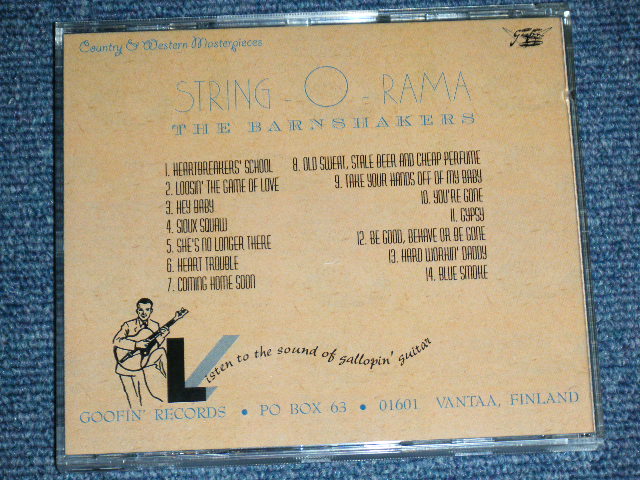 Country & Western Masterpieces
Goofin'
STRING-O-RAMA
THE BARNSHAKERS
1. HEARTBREAKERS' SCHOOL
2. LOOSIN' THE GAME OF LOVE
3. HEY BABY
4. SIOUX SQUAW
5. SHE'S NO LONGER THERE
6. HEART TROUBLE
7. COMING HOME SOON
8. OLD SWEAT, STALE BEER AND CHEAP PERFUME
9. TAKE YOUR HANDS OFF OF MY BABY
10. YOU'RE GONE
11. GYPSY
12. BE GOOD, BEHAVE OR BE GONE
13. HARD WORKIN' DADDY
14. BLUE SMOKE
Listen to the sound of gallopin' guitar
GOOFIN' RECORDS • PO BOX 63 • 01601 VANTAA, FINLAND